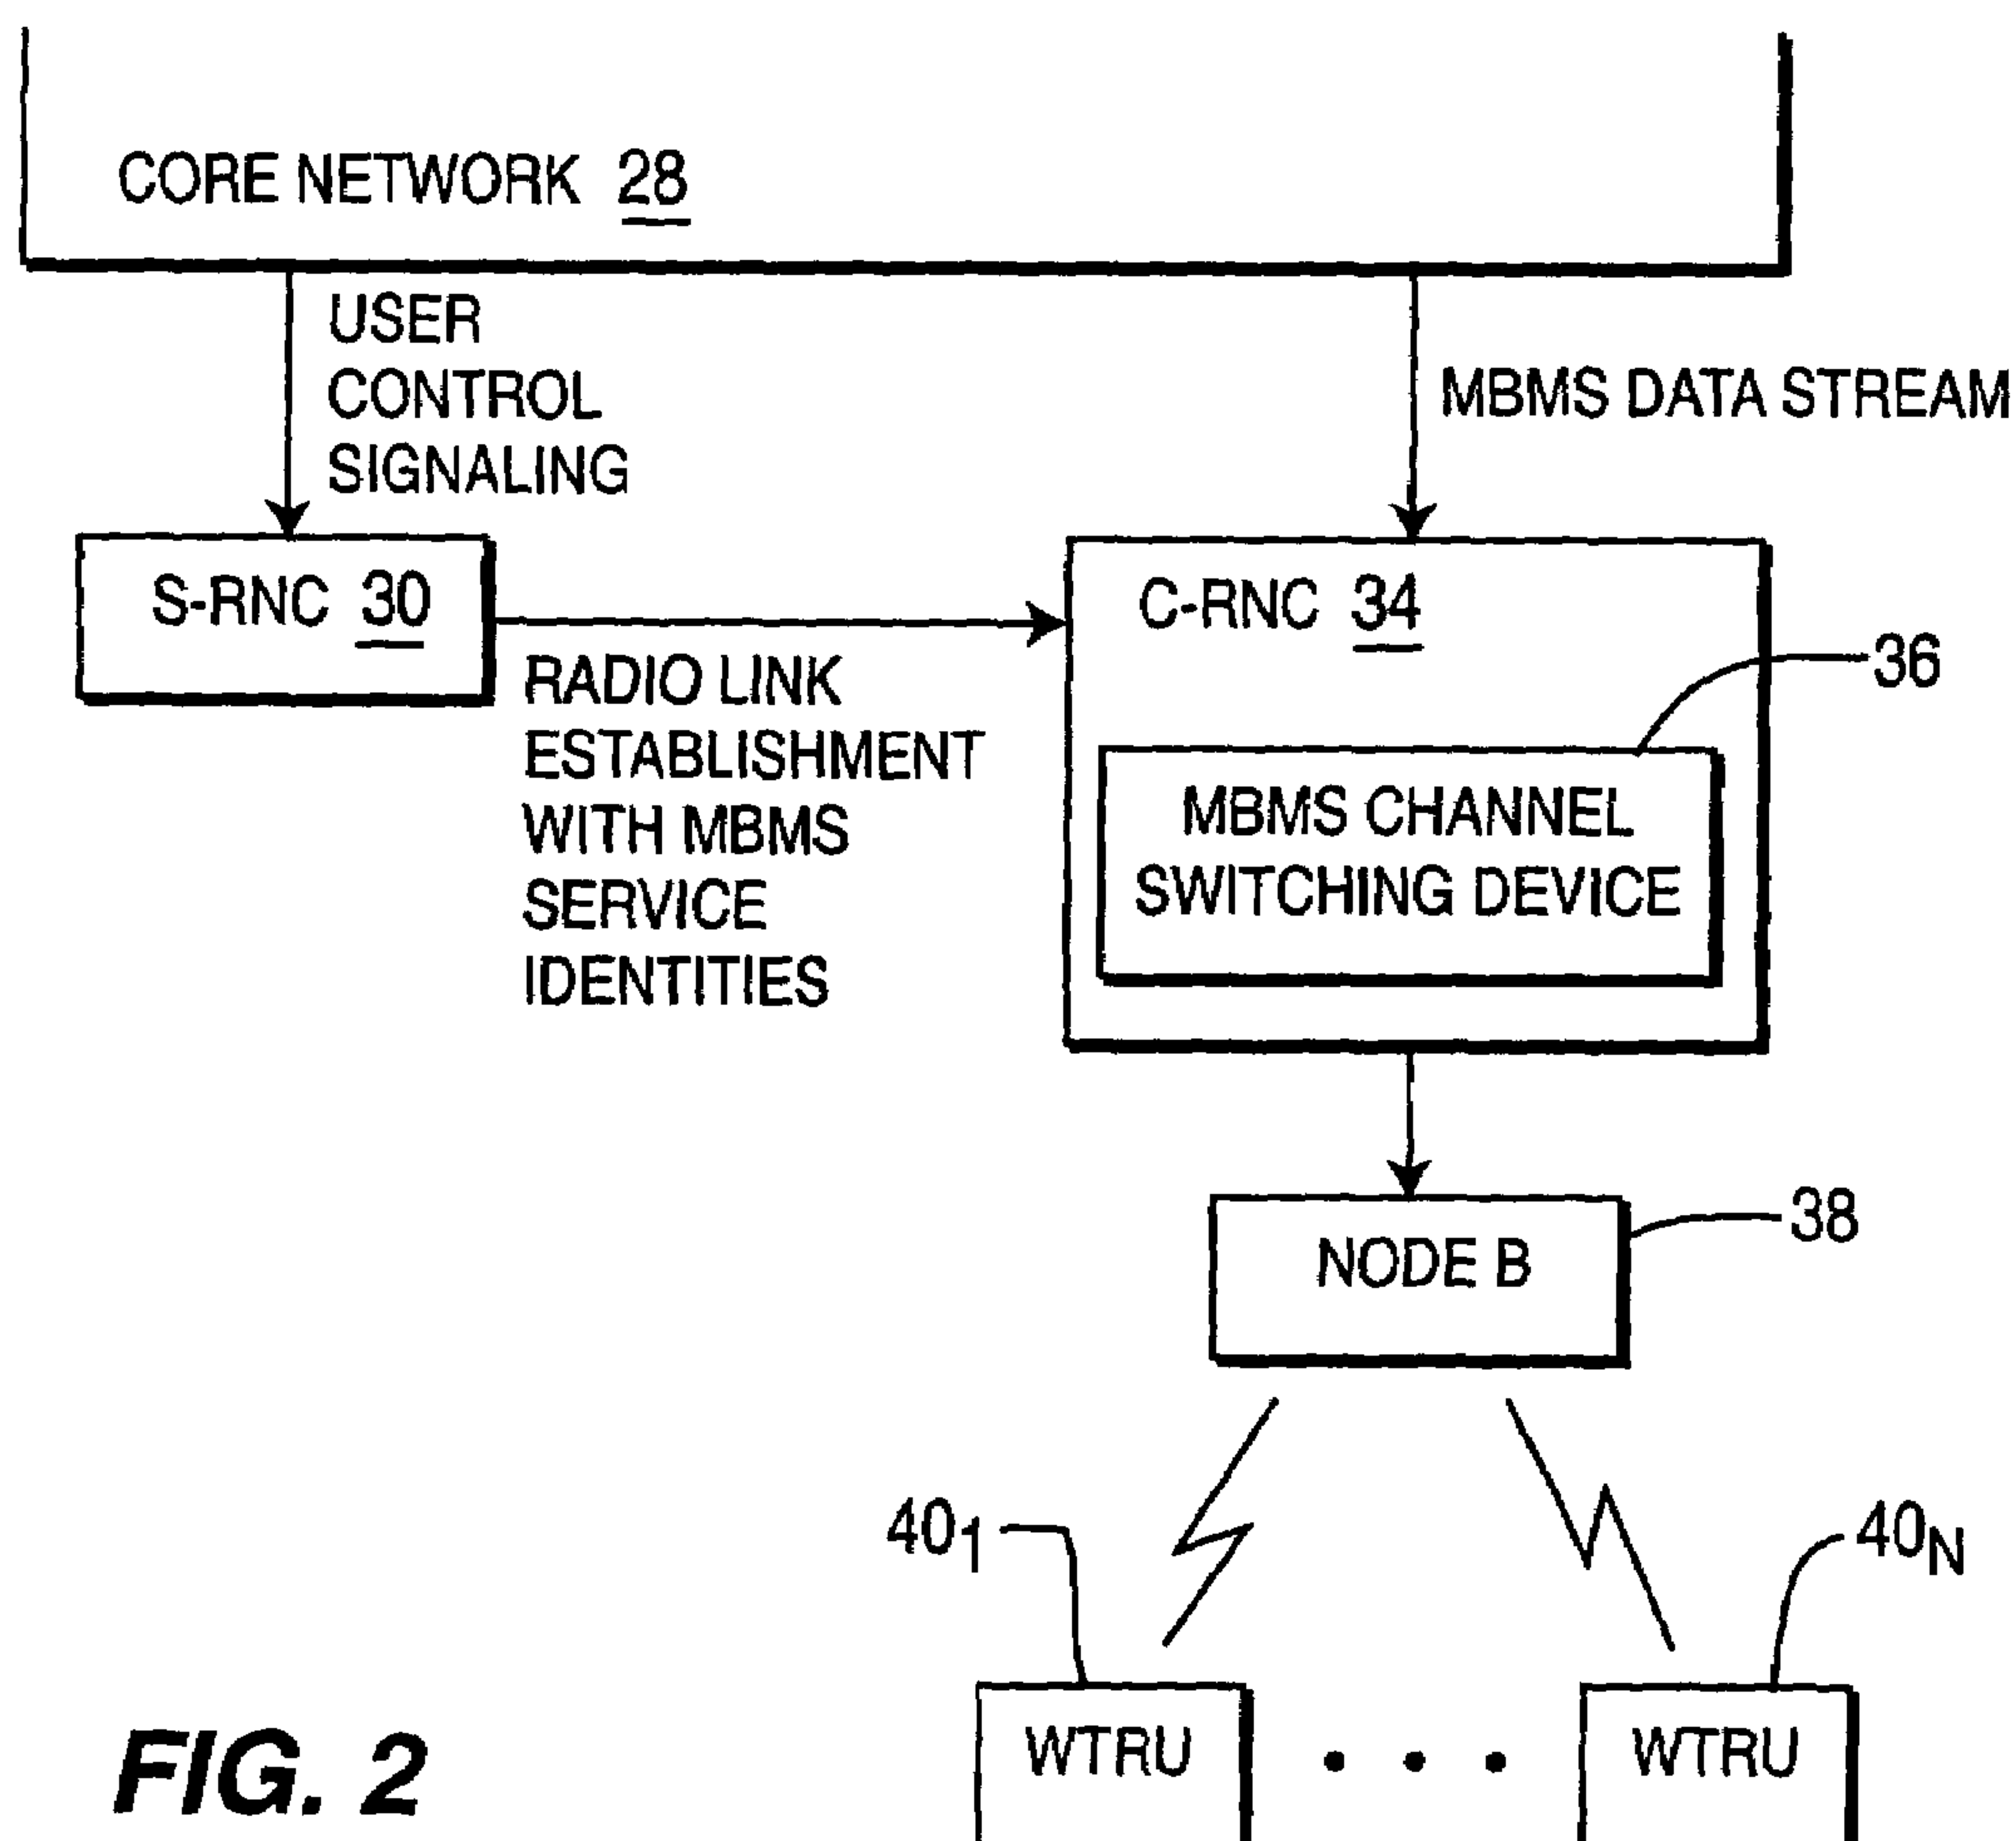 CORE NETWORK 28
USER
CONTROL
SIGNALING
MBMS DATA STREAM
S-RNC 30
C-RNC 34
36
RADIO LINK
ESTABLISHMENT
WITH MBMS
SERVICE
IDENTITIES
MBMS CHANNEL
SWITCHING DEVICE
NODE B
38
40₁
40N
WTRU
• • •
WTRU
FIG. 2